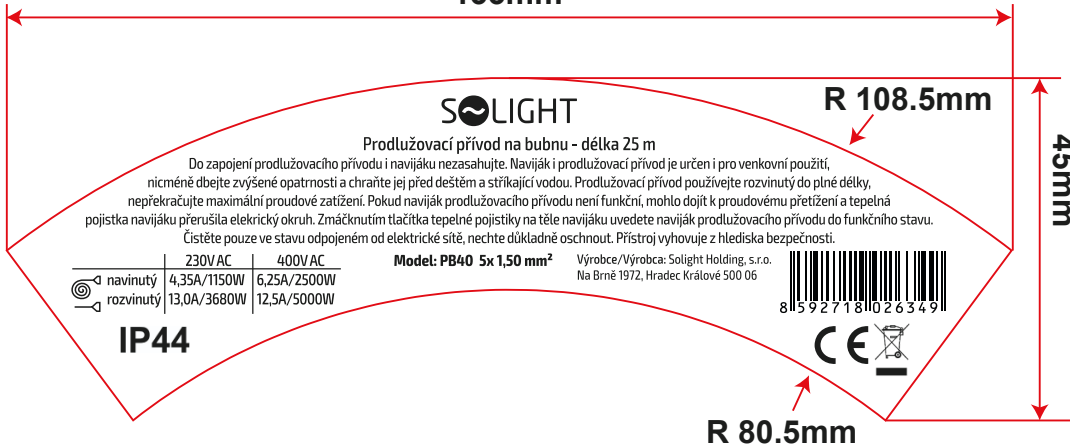 R 108.5mm
SOLIGHT
45mm
Prodlužovací přívod na bubnu - délka 25 m
Do zapojení prodlužovacího přívodu i navijáku nezasahujte. Naviják i prodlužovací přívod je určen i pro venkovní použití,
nicméně dbejte zvýšené opatrnosti a chraňte jej před deštěm a stříkající vodou. Prodlužovací přívod používejte rozvinutý do plné délky,
nepřekračujte maximální proudové zatížení. Pokud naviják prodlužovacího přívodu není funkční, mohlo dojít k proudovému přetížení a tepelná
pojistka navijáku přerušila elekrický okruh. Zmáčknutím tlačítka tepelné pojistiky na těle navijáku uvedete naviják prodlužovacího přívodu do funkčního stavu.
Čistěte pouze ve stavu odpojeném od elektrické sítě, nechte důkladně oschnout. Přístroj vyhovuje z hlediska bezpečnosti.
230V AC 400V AC
navinutý 4,35A/1150W 6,25A/2500W
rozvinutý 13,0A/3680W 12,5A/5000W
Model: PB40 5x 1,50 mm²
Výrobce/Výrobca: Solight Holding, s.r.o.
Na Brně 1972, Hradec Králové 500 06
8 592718 026349
IP44
CE
R 80.5mm